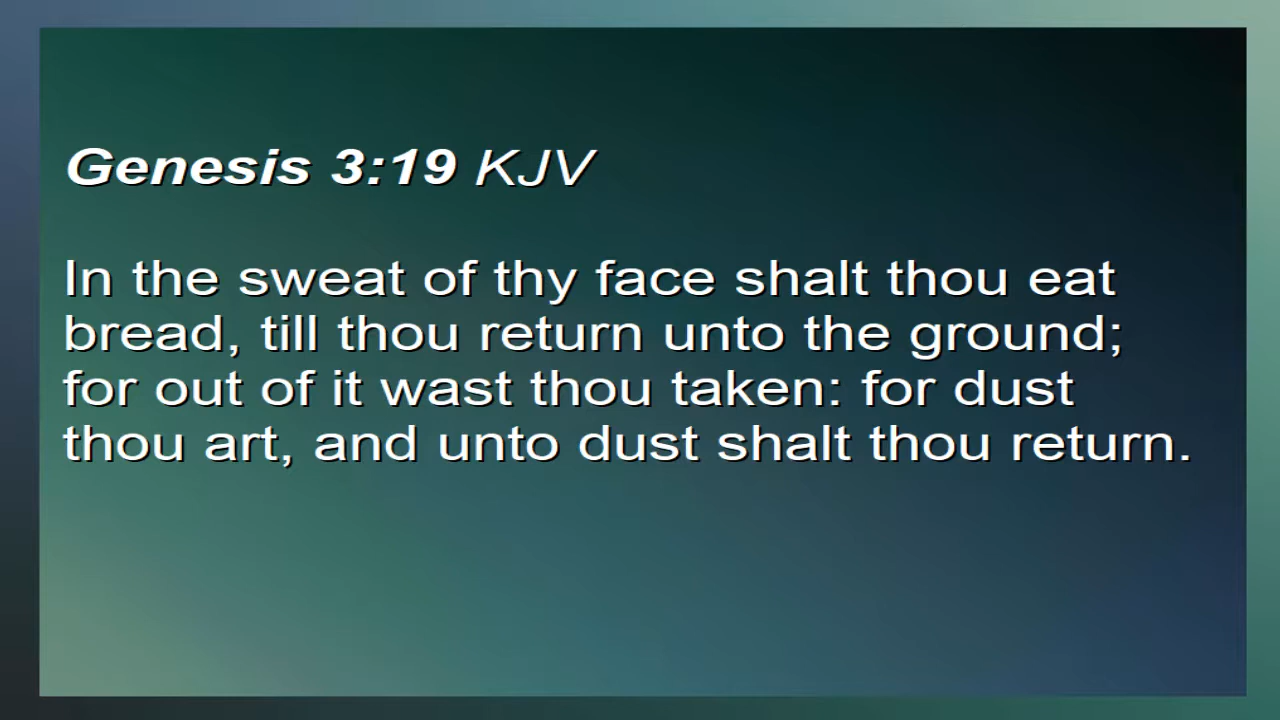 Genesis 3:19 KJV
In the sweat of thy face shalt thou eat
bread, till thou return unto the ground;
for out of it wast thou taken: for dust
thou art, and unto dust shalt thou return.